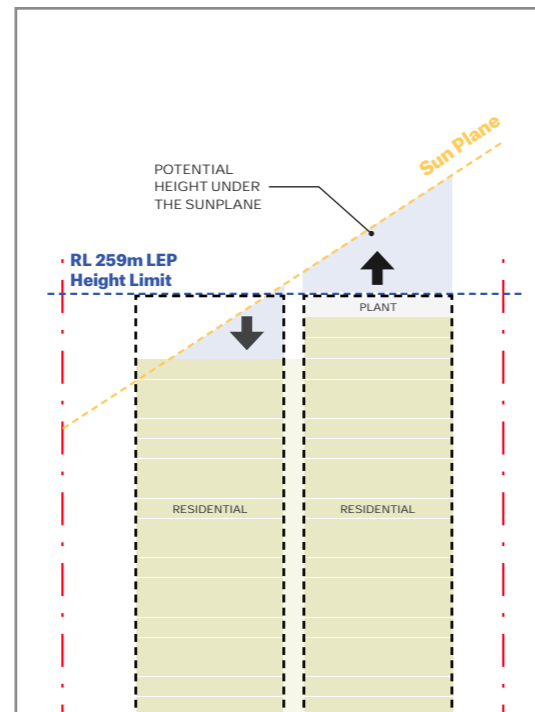 Sun Plane
POTENTIAL
HEIGHT UNDER
THE SUNPLANE
RL 259m LEP
Height Limit
PLANT
RESIDENTIAL
RESIDENTIAL